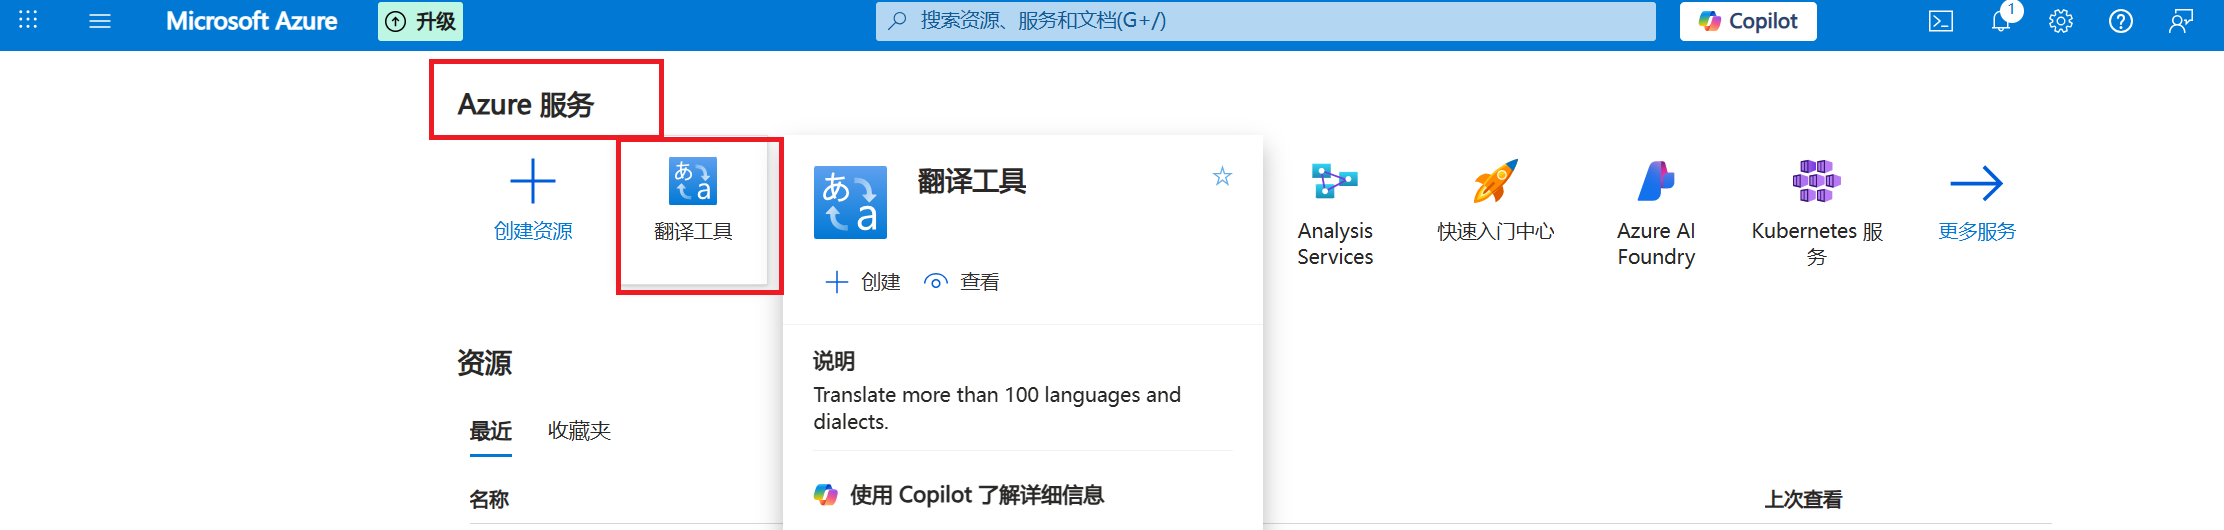 Microsoft Azure
升级
搜索资源、服务和文档(G+/)
Copilot
1
Azure 服务
创建资源
翻译工具
翻译工具
创建
查看
说明
Translate more than 100 languages and
dialects.
使用 Copilot 了解详细信息
Analysis
Services
快速入门中心
Azure AI
Foundry
Kubernetes 服
务
更多服务
资源
最近
收藏夹
名称
上次查看